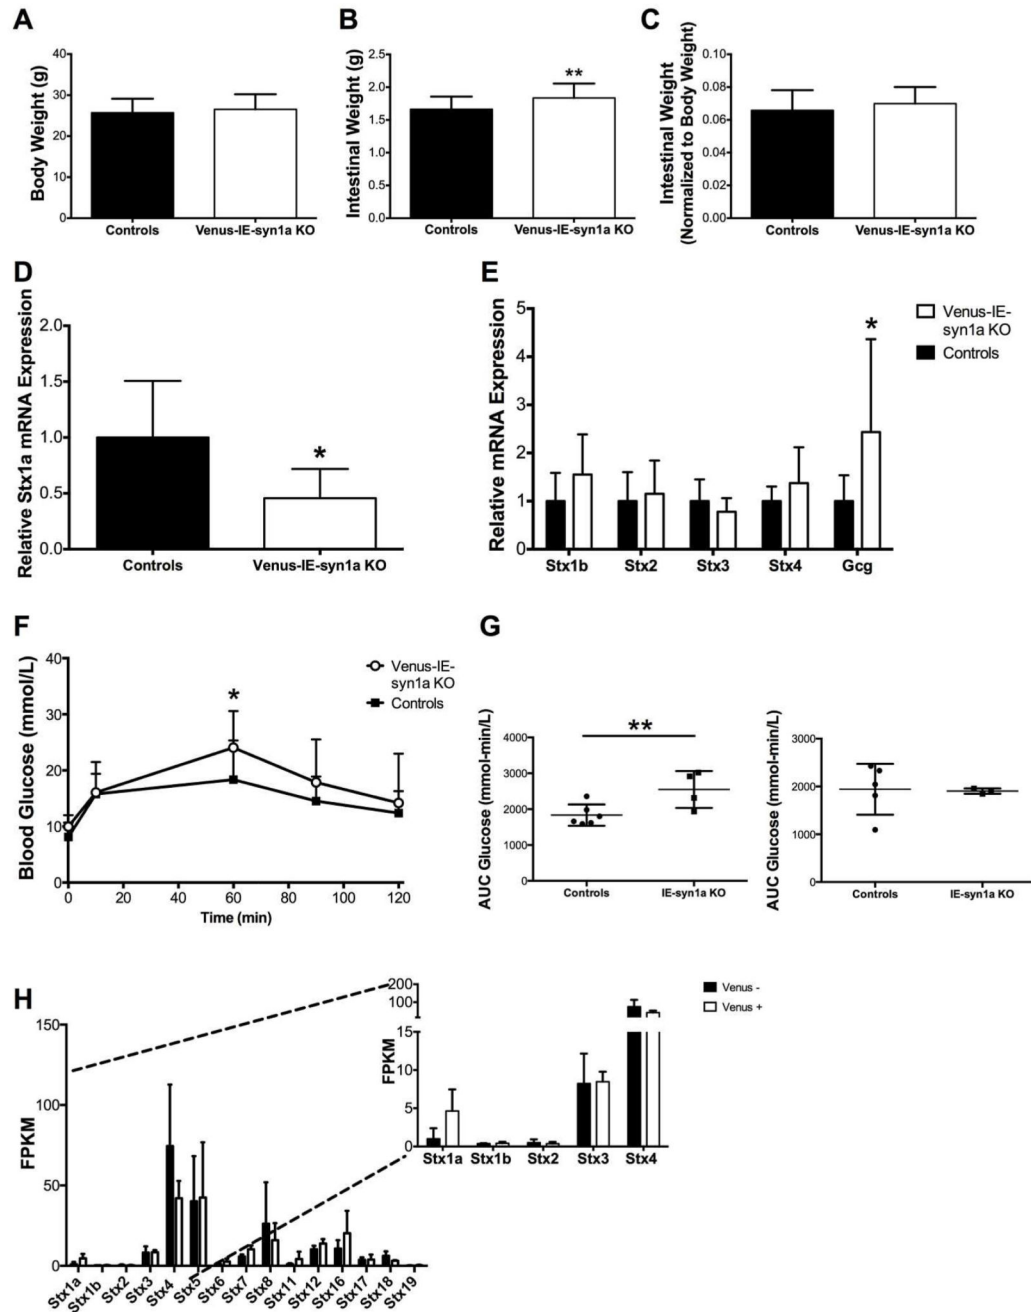 A
Body Weight (g)
40
30
20
10
0
Controls
Venus-IE-syn1a KO
B
Intestinal Weight (g)
2.5
2.0
1.5
1.0
0.5
0.0
**
Controls
Venus-IE-syn1a KO
C
Intestinal Weight
(Normalized to Body Weight)
0.10
0.08
0.06
0.04
0.02
0.00
Controls
Venus-IE-syn1a KO
D
Relative Stx1a mRNA Expression
2.0
1.5
1.0
0.5
0.0
*
Controls
Venus-IE-syn1a KO
E
Relative mRNA Expression
5
4
3
2
1
0
*
Stx1b
Stx2
Stx3
Stx4
Gcg
Venus-IE-
syn1a KO
Controls
F
Blood Glucose (mmol/L)
40
30
20
10
0
*
0
20
40
60
80
100
120
Time (min)
Venus-IE-
syn1a KO
Controls
G
AUC Glucose (mmol-min/L)
4000
3000
2000
1000
0
**
Controls
IE-syn1a KO
AUC Glucose (mmol-min/L)
3000
2000
1000
0
Controls
IE-syn1a KO
H
FPKM
150
100
50
0
Stx1a
Stx1b
Stx2
Stx3
Stx4
Stx5
Stx6
Stx7
Stx8
Stx11
Stx12
Stx16
Stx17
Stx18
Stx19
FPKM
200
100
15
10
5
0
Stx1a
Stx1b
Stx2
Stx3
Stx4
Venus -
Venus +